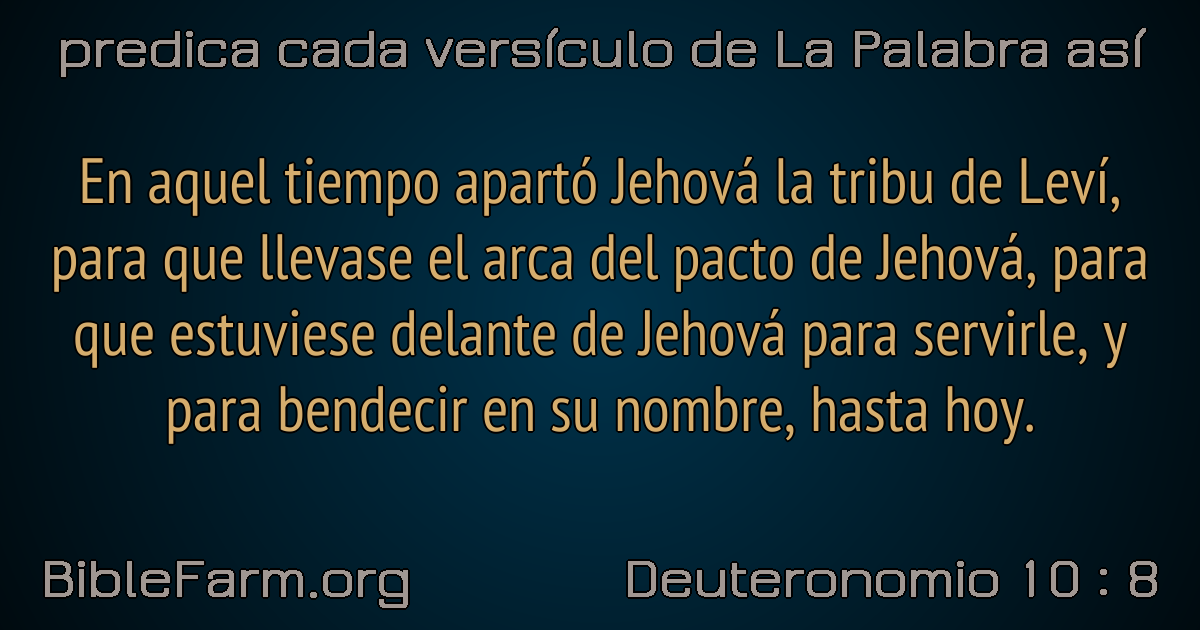 predica cada versículo de La Palabra así
En aquel tiempo apartó Jehová la tribu de Leví,
para que llevase el arca del pacto de Jehová, para
que estuviese delante de Jehová para servirle, y
para bendecir en su nombre, hasta hoy.
BibleFarm.org
Deuteronomio 10 : 8